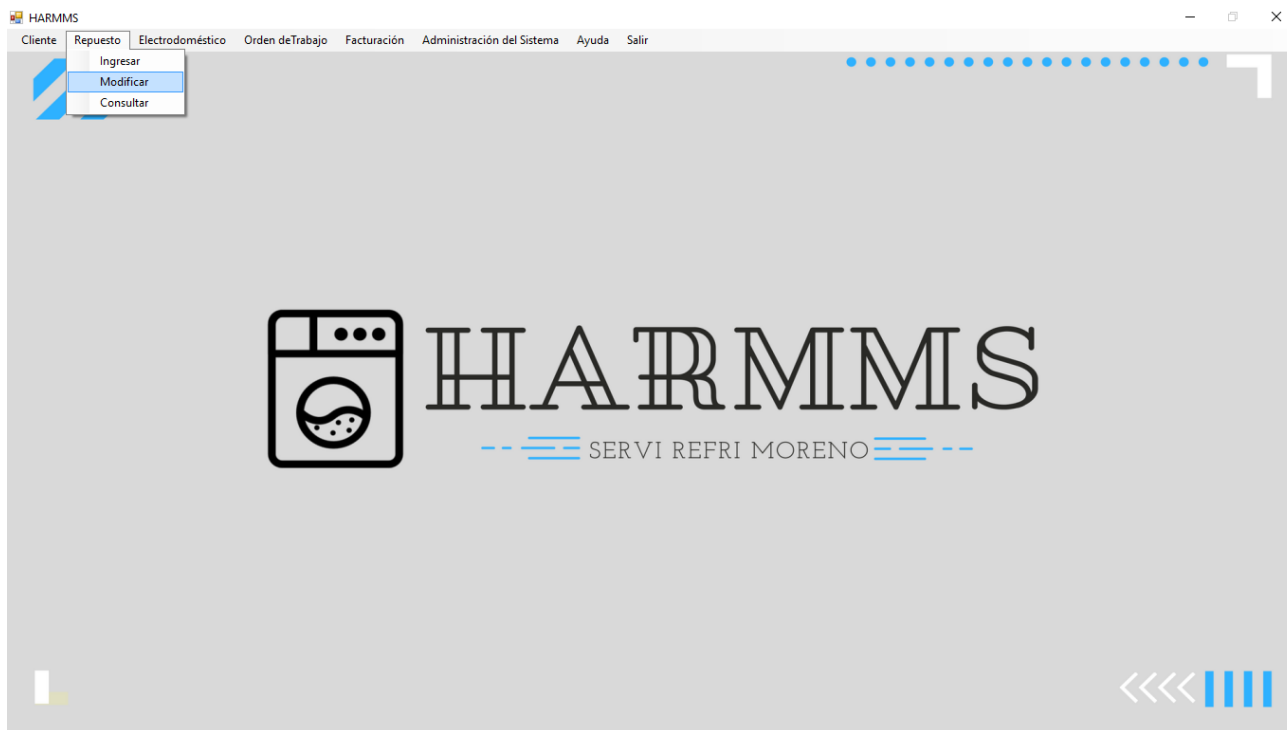 HARMMS
Cliente Repuesto Electrodoméstico Orden deTrabajo Facturación Administración del Sistema Ayuda Salir
Ingresar
Modificar
Consultar
HARMMS
SERVI REFRI MORENO